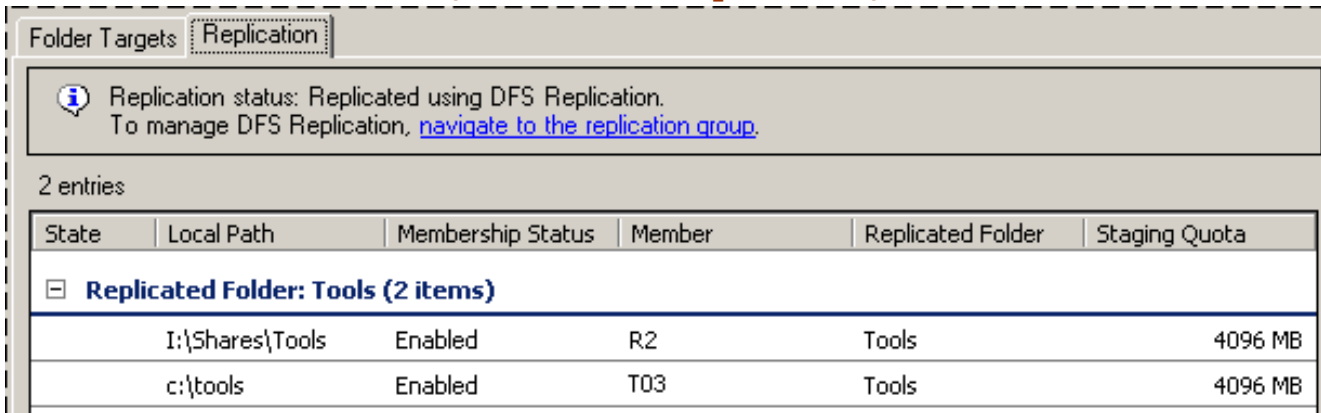 Folder Targets Replication
Replication status: Replicated using DFS Replication.
To manage DFS Replication, navigate to the replication group.
2 entries
State Local Path Membership Status Member Replicated Folder Staging Quota
Replicated Folder: Tools (2 items)
I:\Shares\Tools Enabled R2 Tools 4096 MB
c:\tools Enabled T03 Tools 4096 MB